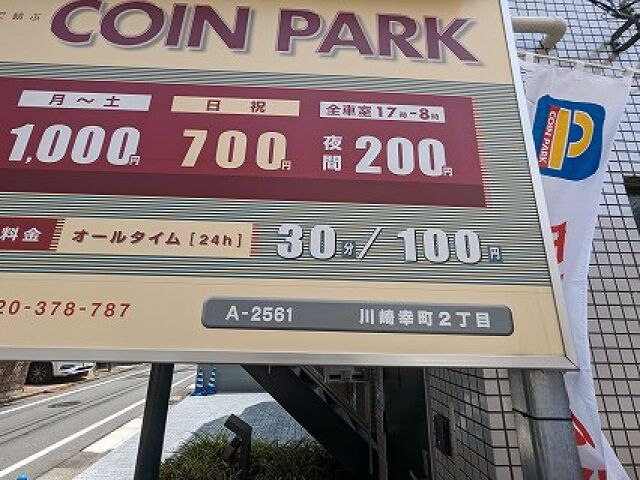 で結ぶ
COIN PARK
月～土 日 祝 全車室17時-8時
1,000円 700円 夜間 200円
料金 オールタイム [24h] 30分/100円
20-378-787
A-2561 川崎幸町2丁目
COIN PARK